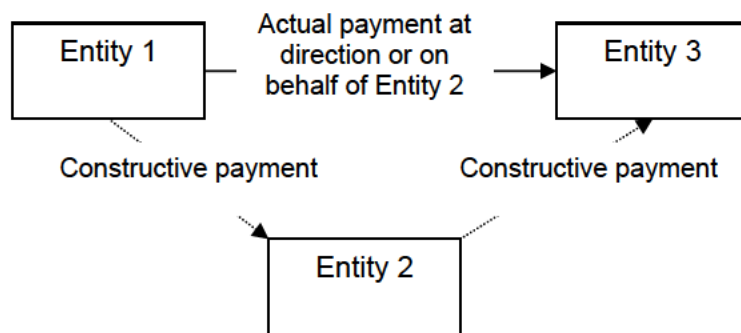 Entity 1
Actual payment at
direction or on
behalf of Entity 2
Entity 3
Constructive payment
Constructive payment
Entity 2